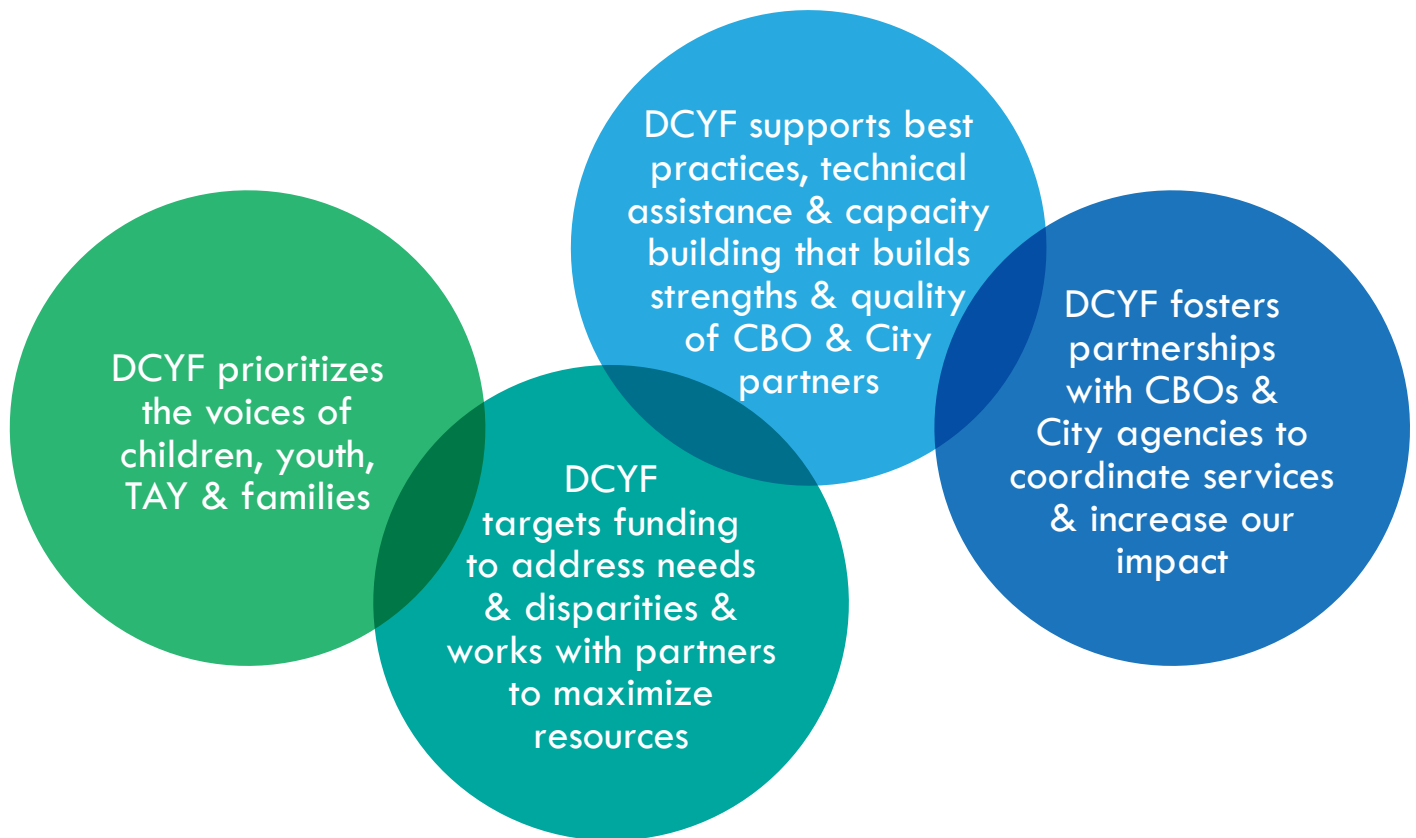 DCYF prioritizes
the voices of
children, youth,
TAY & families
DCYF
targets funding
to address needs
& disparities &
works with partners
to maximize
resources
DCYF supports best
practices, technical
assistance & capacity
building that builds
strengths & quality
of CBO & City
partners
DCYF fosters
partnerships
with CBOs &
City agencies to
coordinate services
& increase our
impact